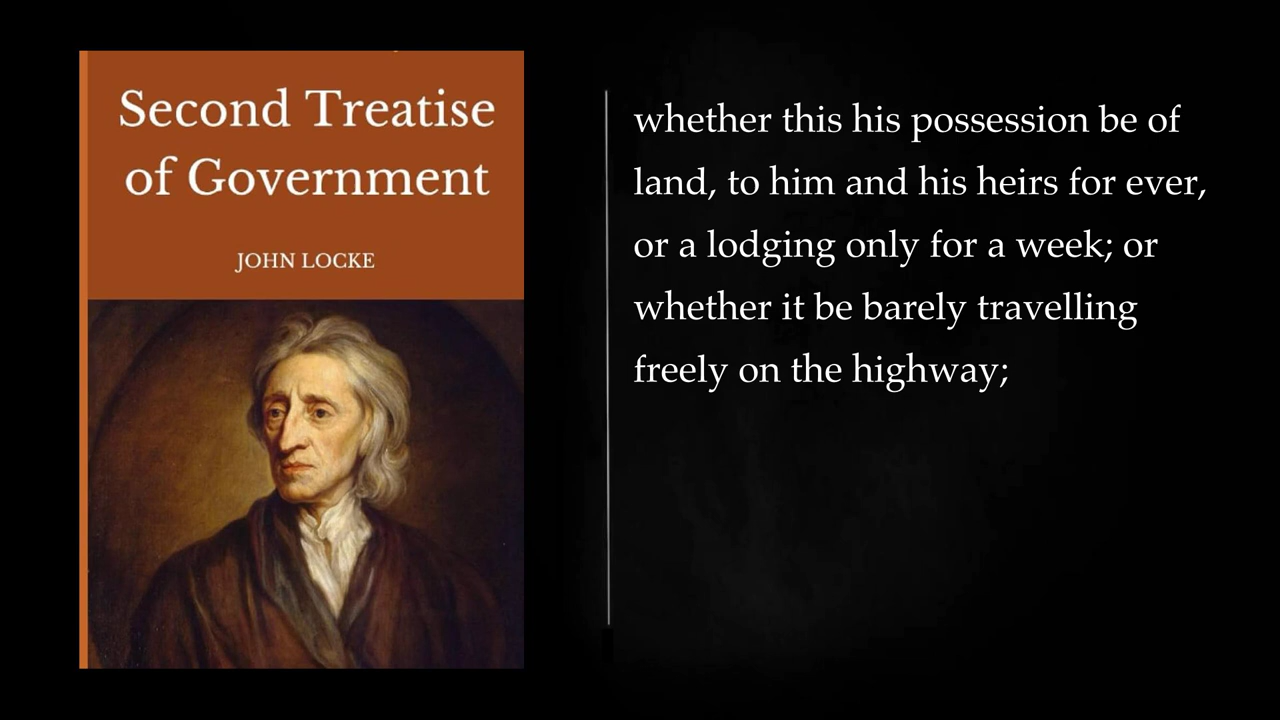 Second Treatise
of Government
JOHN LOCKE
whether this his possession be of
land, to him and his heirs for ever,
or a lodging only for a week; or
whether it be barely travelling
freely on the highway;